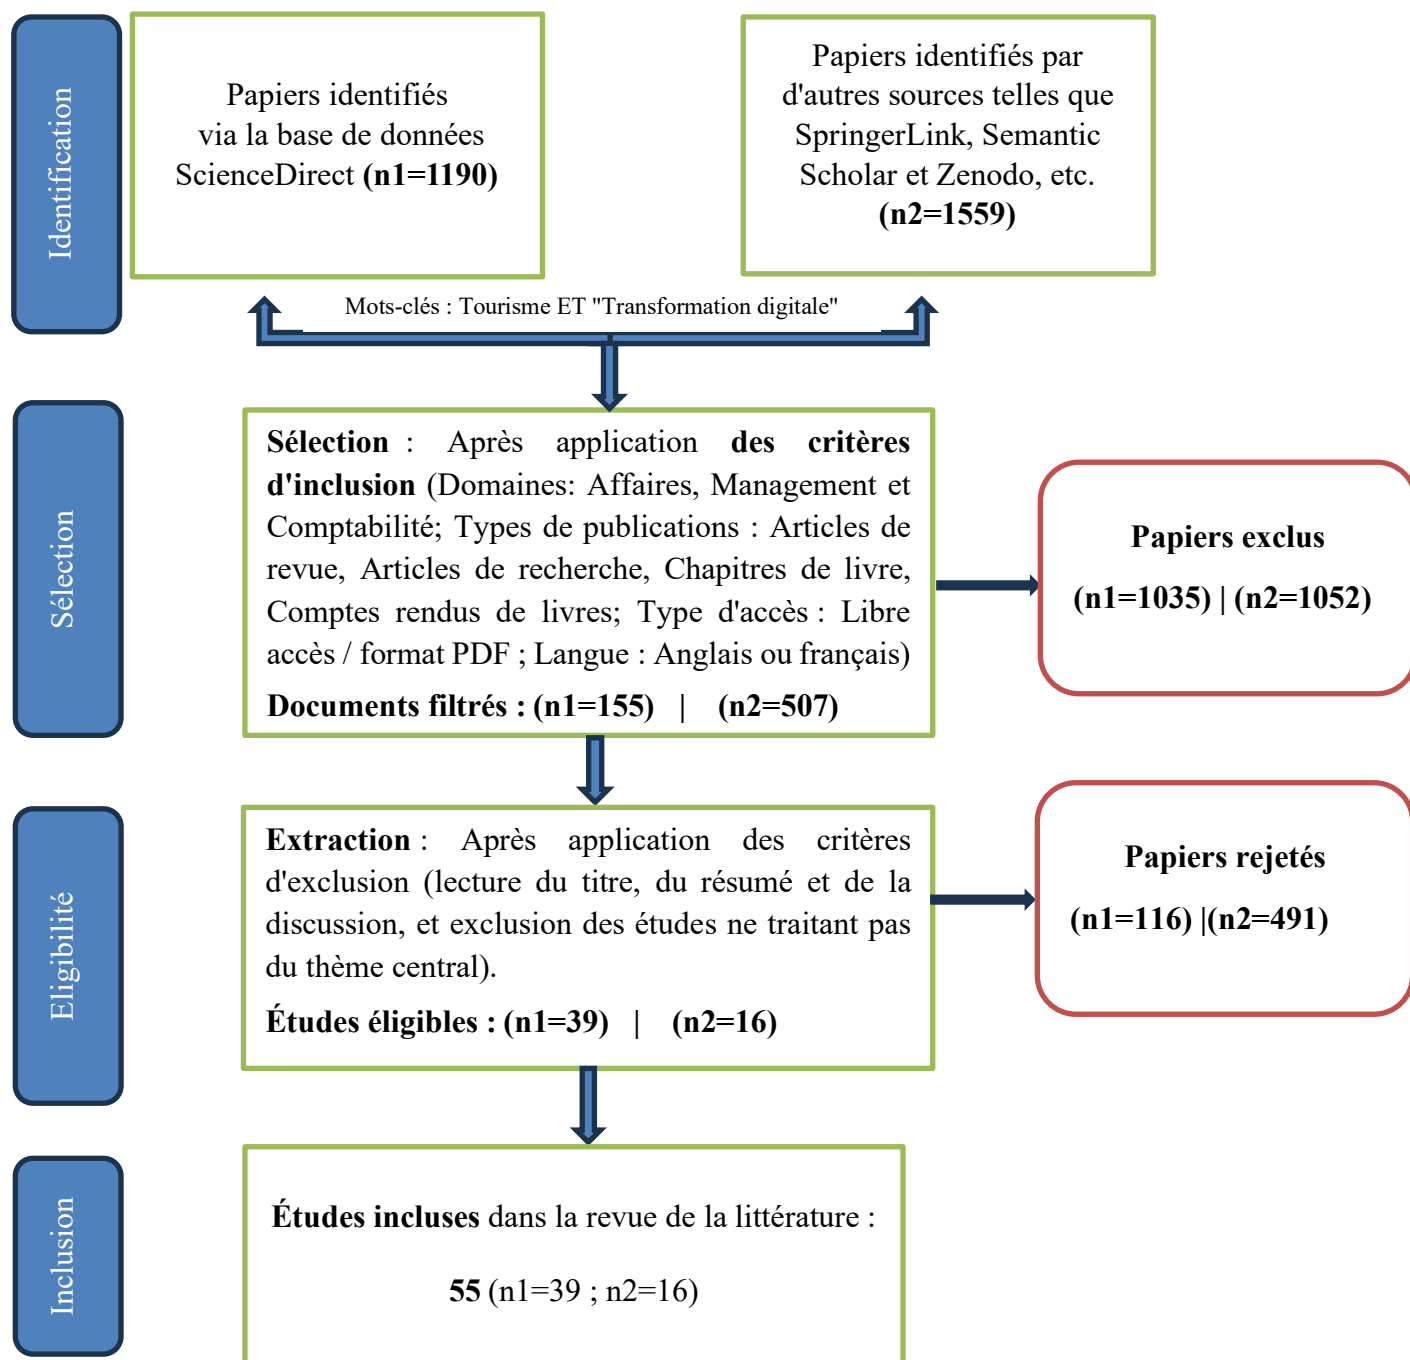 Identification
Papiers identifiés
via la base de données
ScienceDirect (n1=1190)
Papiers identifiés par
d'autres sources telles que
SpringerLink, Semantic
Scholar et Zenodo, etc.
(n2=1559)
Mots-clés : Tourisme ET "Transformation digitale"
Sélection
Sélection : Après application des critères
d'inclusion (Domaines: Affaires, Management et
Comptabilité; Types de publications : Articles de
revue, Articles de recherche, Chapitres de livre,
Comptes rendus de livres; Type d'accès : Libre
accès / format PDF ; Langue : Anglais ou français)
Documents filtrés : (n1=155) | (n2=507)
Papiers exclus
(n1=1035) | (n2=1052)
Eligibilité
Extraction : Après application des critères
d'exclusion (lecture du titre, du résumé et de la
discussion, et exclusion des études ne traitant pas
du thème central).
Études éligibles : (n1=39) | (n2=16)
Papiers rejetés
(n1=116) |(n2=491)
Inclusion
Études incluses dans la revue de la littérature :
55 (n1=39 ; n2=16)